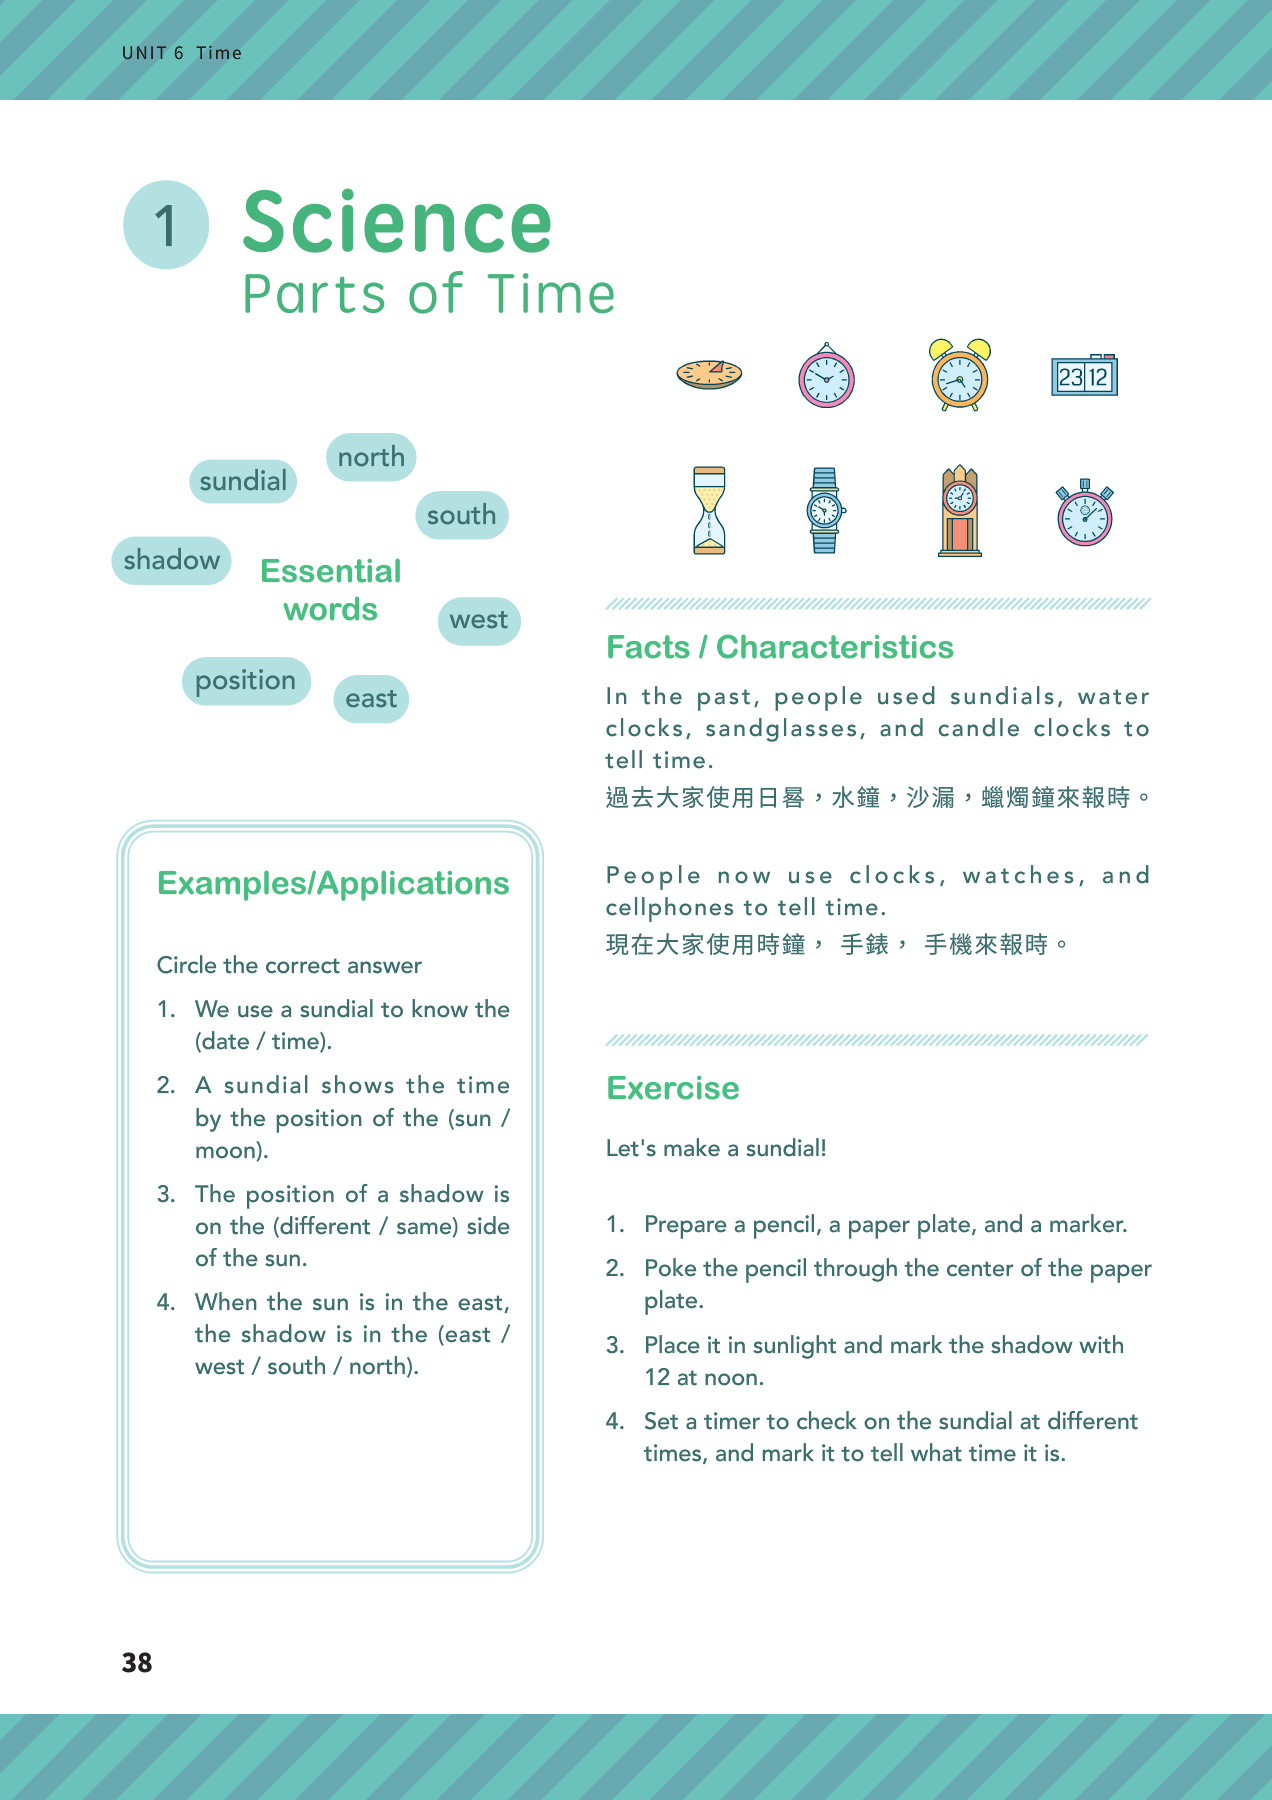 UNIT 6 Time
1
Science
Parts of Time
23 12
sundial
north
south
shadow
Essential
words
west
position
east
Examples/Applications
Circle the correct answer
1. We use a sundial to know the
(date / time).
2. A sundial shows the time
by the position of the (sun /
moon).
3. The position of a shadow is
on the (different / same) side
of the sun.
4. When the sun is in the east,
the shadow is in the (east /
west / south / north).
Facts / Characteristics
In the past, people used sundials, water
clocks, sandglasses, and candle clocks to
tell time.
過去大家使用日晷，水鐘，沙漏，蠟燭鐘來報時。
People now use clocks, watches, and
cellphones to tell time.
現在大家使用時鐘， 手錶， 手機來報時。
Exercise
Let's make a sundial!
1. Prepare a pencil, a paper plate, and a marker.
2. Poke the pencil through the center of the paper
plate.
3. Place it in sunlight and mark the shadow with
12 at noon.
4. Set a timer to check on the sundial at different
times, and mark it to tell what time it is.
38